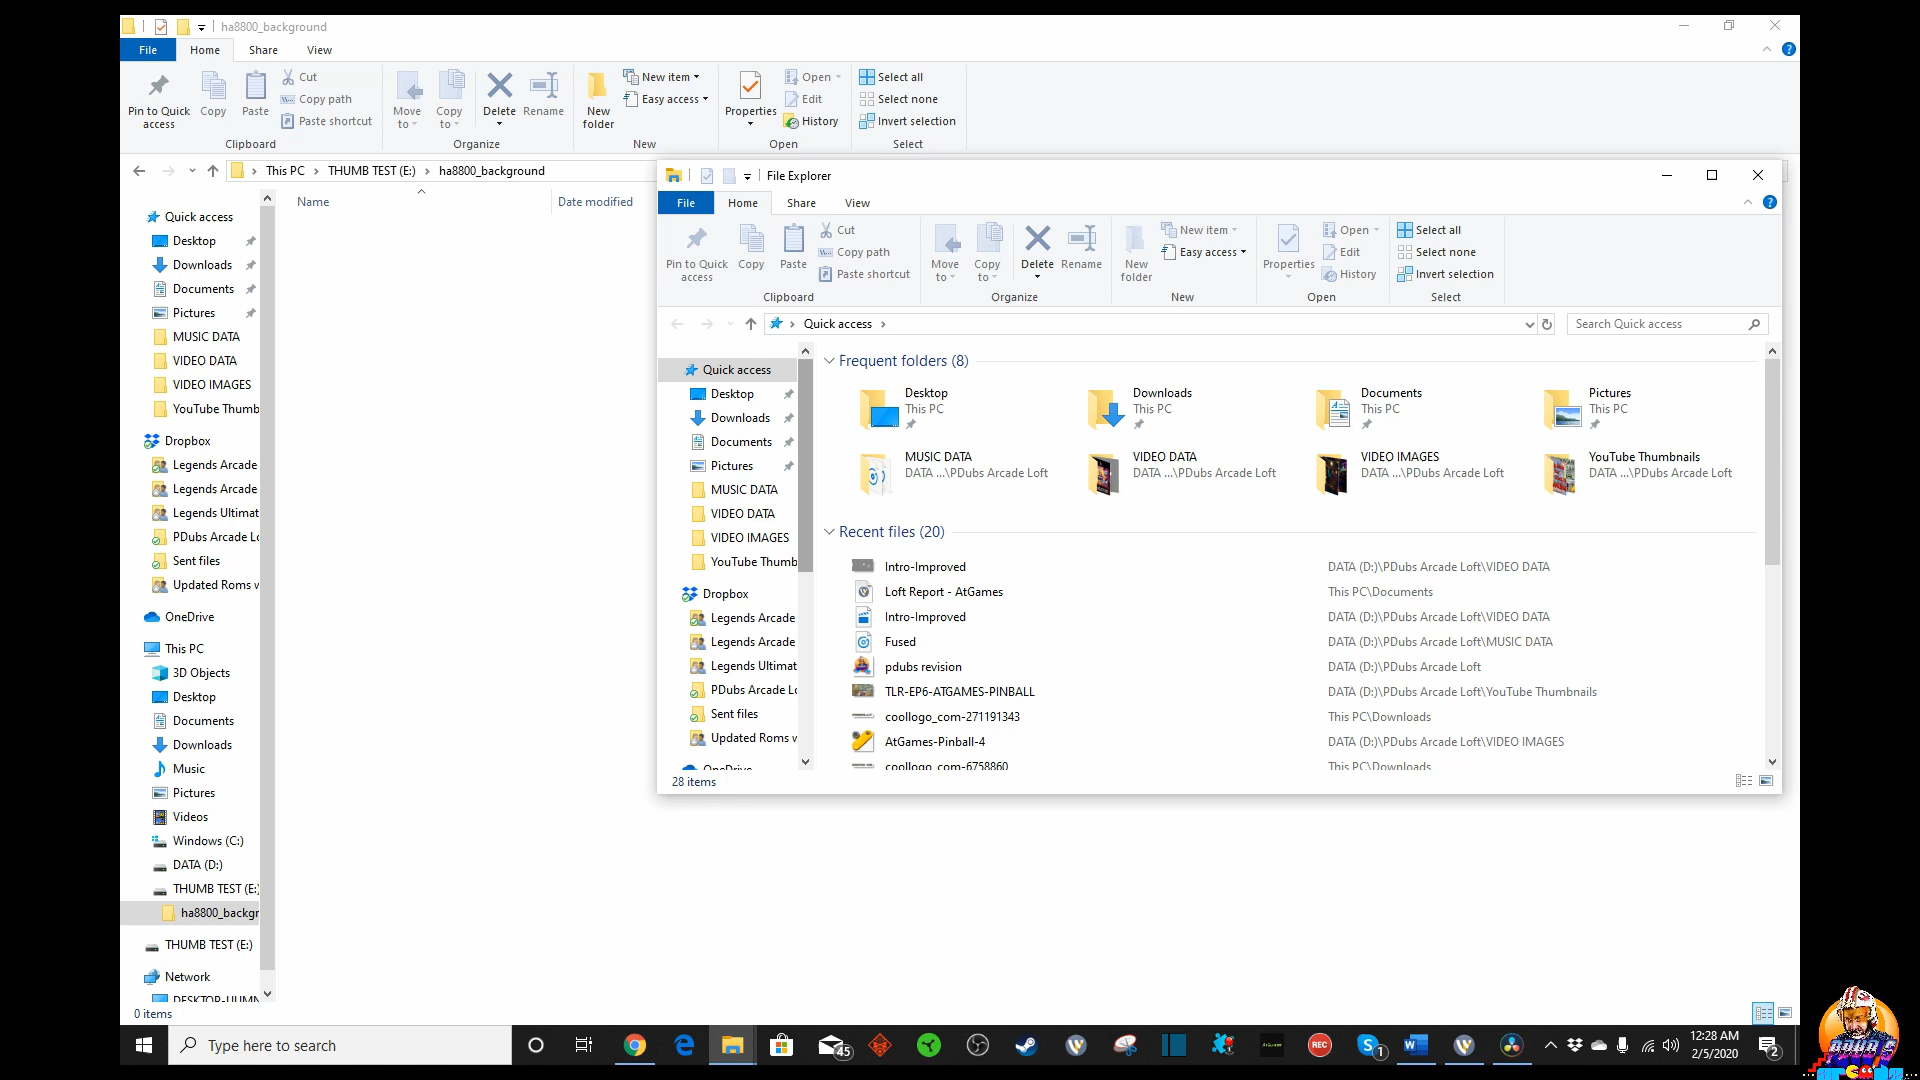 ha8800_background
File
Home
Share
View
Pin to Quick access
Copy
Paste
Cut
Copy path
Paste shortcut
Clipboard
Move to
Copy to
Delete
Rename
Organize
New folder
New item
Easy access
New
Properties
Open
Edit
History
Open
Select all
Select none
Invert selection
Select
This PC > THUMB TEST (E:) > ha8800_background
Name
Date modified
Quick access
Desktop
Downloads
Documents
Pictures
MUSIC DATA
VIDEO DATA
VIDEO IMAGES
YouTube Thumb
Dropbox
Legends Arcade
Legends Arcade
Legends Ultimat
PDubs Arcade Lo
Sent files
Updated Roms w
OneDrive
This PC
3D Objects
Desktop
Documents
Downloads
Music
Pictures
Videos
Windows (C:)
DATA (D:)
THUMB TEST (E:)
ha8800_backgr
THUMB TEST (E:)
Network
DESKTOP-UUMN
0 items
File Explorer
File
Home
Share
View
Pin to Quick access
Copy
Paste
Cut
Copy path
Paste shortcut
Clipboard
Move to
Copy to
Delete
Rename
Organize
New folder
New item
Easy access
New
Properties
Open
Edit
History
Open
Select all
Select none
Invert selection
Select
Quick access >
Search Quick access
Quick access
Desktop
Downloads
Documents
Pictures
MUSIC DATA
VIDEO DATA
VIDEO IMAGES
YouTube Thumb
Dropbox
Legends Arcade
Legends Arcade
Legends Ultimat
PDubs Arcade Lo
Sent files
Updated Roms w
OneDrive
Frequent folders (8)
Desktop
This PC
Downloads
This PC
Documents
This PC
Pictures
This PC
MUSIC DATA
DATA ...\PDubs Arcade Loft
VIDEO DATA
DATA ...\PDubs Arcade Loft
VIDEO IMAGES
DATA ...\PDubs Arcade Loft
YouTube Thumbnails
DATA ...\PDubs Arcade Loft
Recent files (20)
Intro-Improved DATA (D:)\PDubs Arcade Loft\VIDEO DATA
Loft Report - AtGames This PC\Documents
Intro-Improved DATA (D:)\PDubs Arcade Loft\VIDEO DATA
Fused DATA (D:)\PDubs Arcade Loft\MUSIC DATA
pdubs revision DATA (D:)\PDubs Arcade Loft
TLR-EP6-ATGAMES-PINBALL DATA (D:)\PDubs Arcade Loft\YouTube Thumbnails
coollogo_com-271191343 This PC\Downloads
AtGames-Pinball-4 DATA (D:)\PDubs Arcade Loft\VIDEO IMAGES
coollogo_com-6758860 This PC\Downloads
28 items
Type here to search
45
REC
1
12:28 AM
2/5/2020
2
PDUB'S
arcade